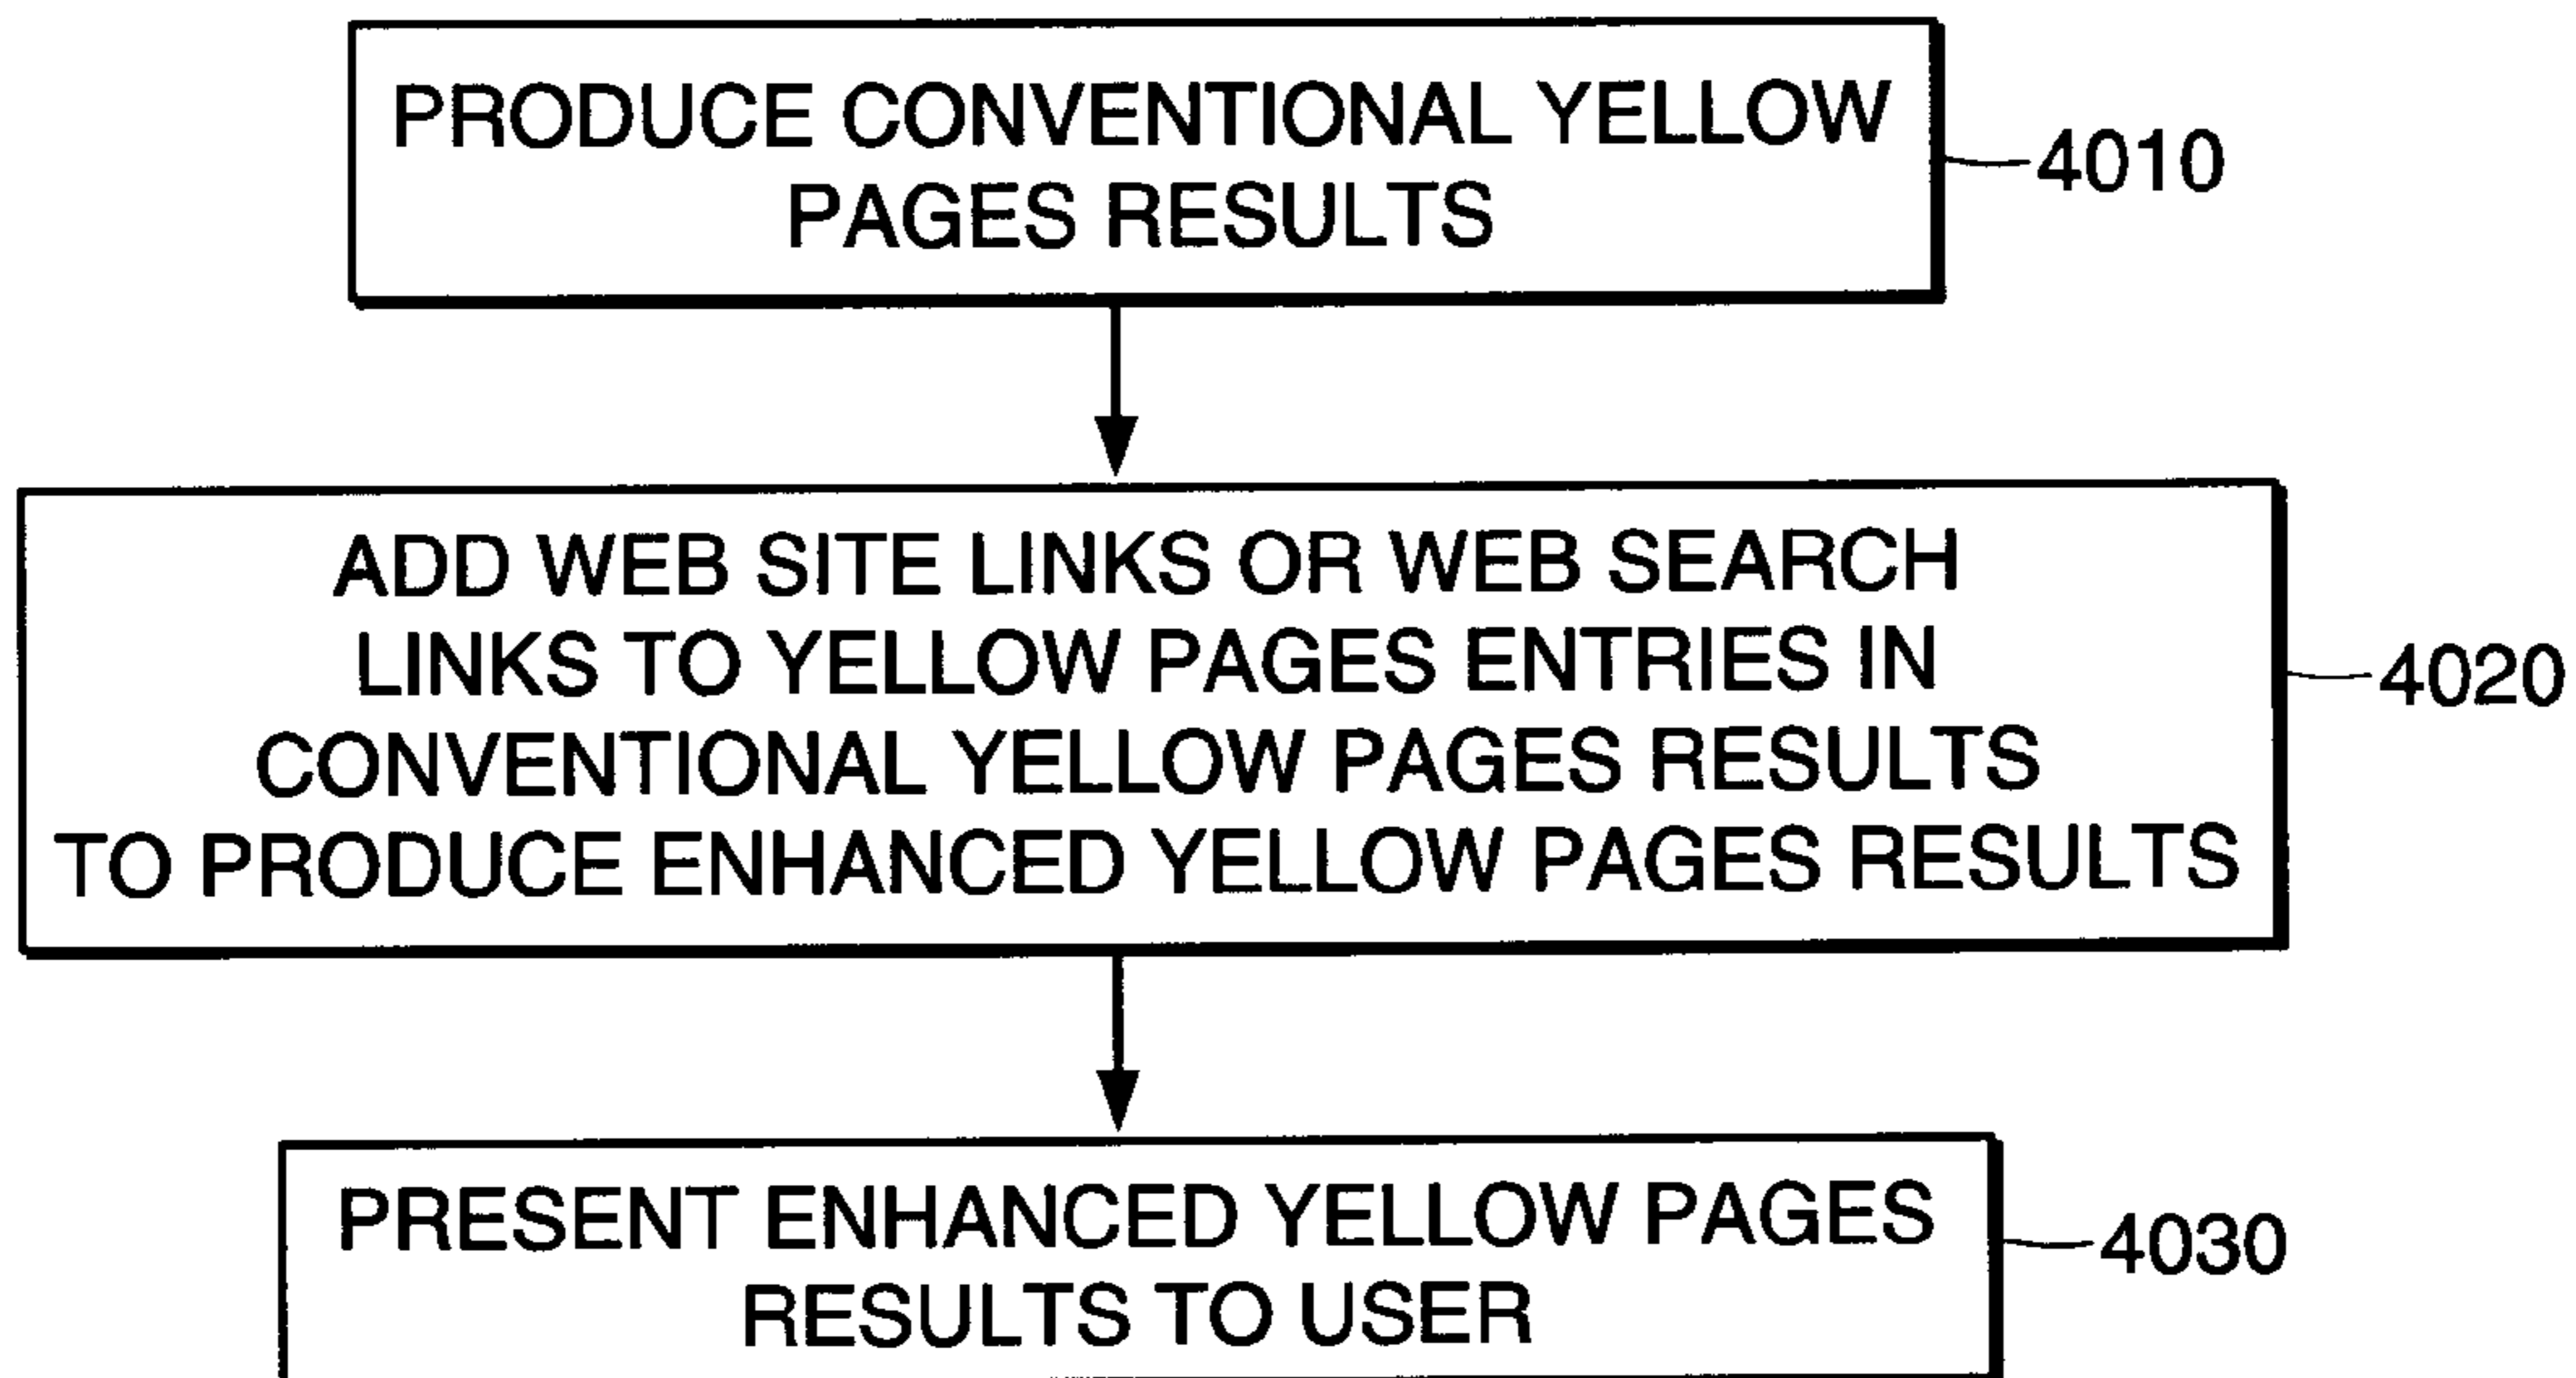 PRODUCE CONVENTIONAL YELLOW
PAGES RESULTS
4010
ADD WEB SITE LINKS OR WEB SEARCH
LINKS TO YELLOW PAGES ENTRIES IN
CONVENTIONAL YELLOW PAGES RESULTS
TO PRODUCE ENHANCED YELLOW PAGES RESULTS
4020
PRESENT ENHANCED YELLOW PAGES
RESULTS TO USER
4030